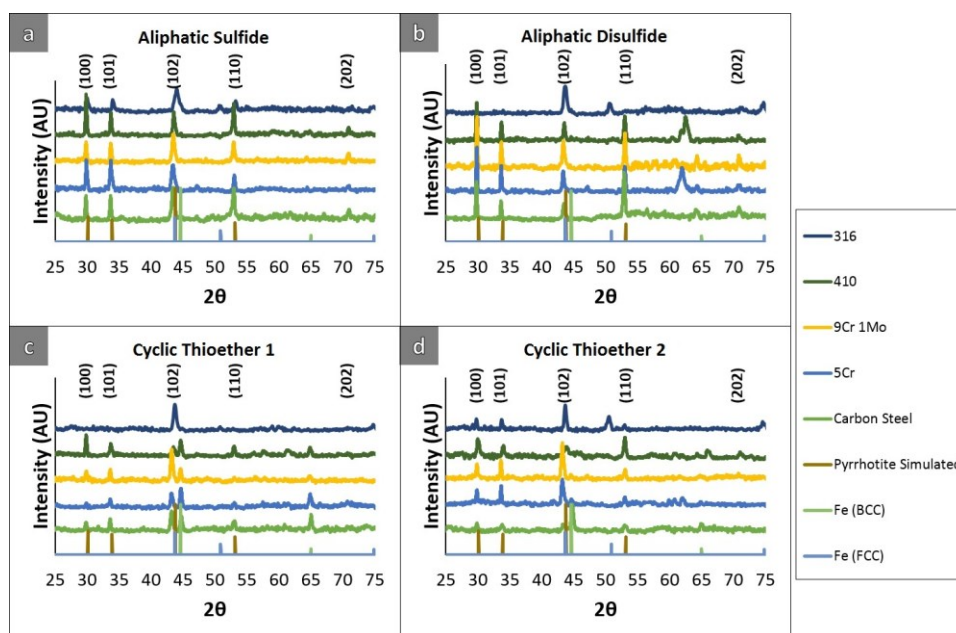 a
Aliphatic Sulfide
(100) (101) (102) (110) (202)
Intensity (AU)
25 30 35 40 45 50 55 60 65 70 75
2θ
b
Aliphatic Disulfide
(100) (101) (102) (110) (202)
Intensity (AU)
25 30 35 40 45 50 55 60 65 70 75
2θ
c
Cyclic Thioether 1
(100) (101) (102) (110) (202)
Intensity (AU)
25 30 35 40 45 50 55 60 65 70 75
2θ
d
Cyclic Thioether 2
(100) (101) (102) (110) (202)
Intensity (AU)
25 30 35 40 45 50 55 60 65 70 75
2θ
316
410
9Cr 1Mo
5Cr
Carbon Steel
Pyrrhotite Simulated
Fe (BCC)
Fe (FCC)